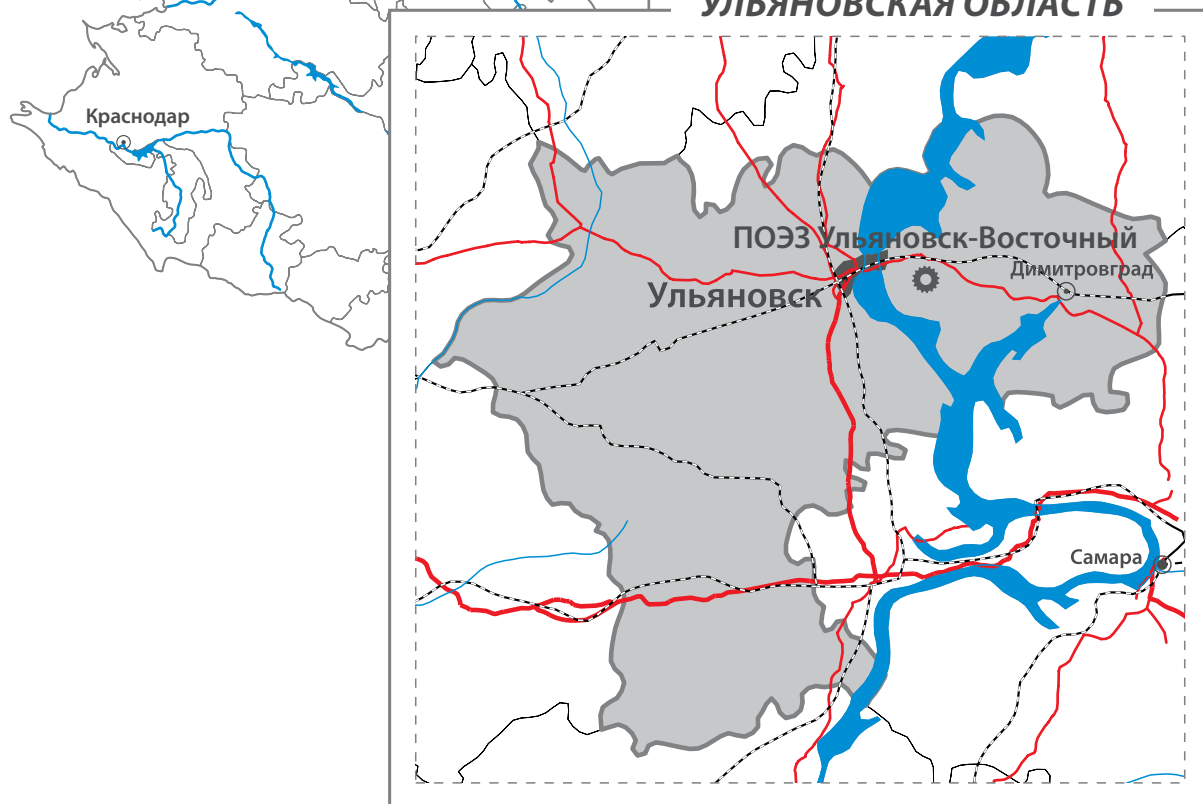 УЛЬЯНОВСКАЯ ОБЛАСТЬ
Краснодар
ПОЭЗ Ульяновск-Восточный
Димитровград
Ульяновск
Самара